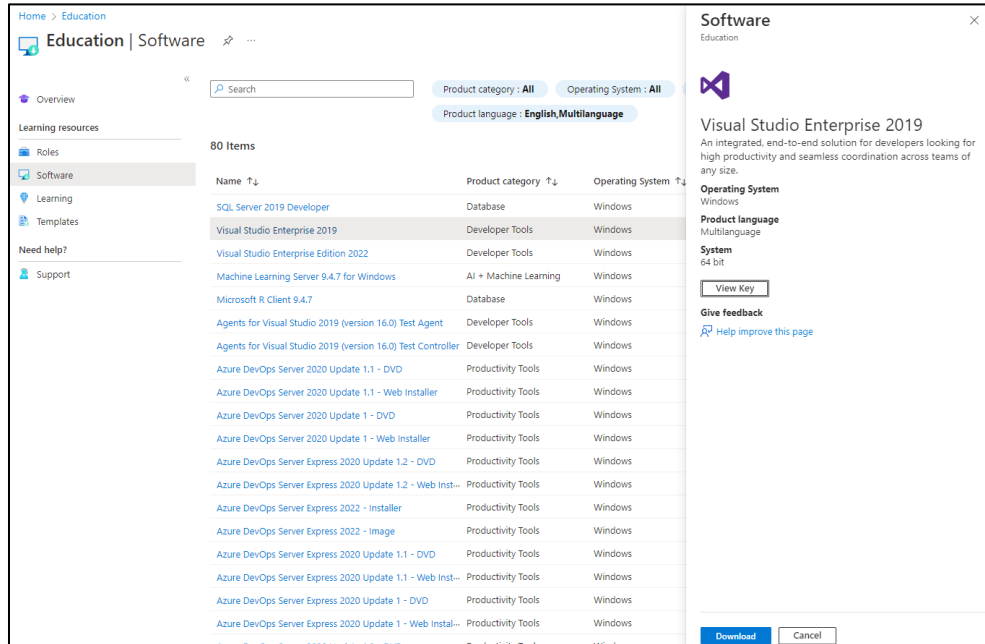 Home > Education
Education | Software
Search
Product category : All
Operating System : All
Product language : English,Multilanguage
Overview
Learning resources
Roles
Software
Learning
Templates
Need help?
Support
80 Items
Name Product category Operating System
SQL Server 2019 Developer Database Windows
Visual Studio Enterprise 2019 Developer Tools Windows
Visual Studio Enterprise Edition 2022 Developer Tools Windows
Machine Learning Server 9.4.7 for Windows AI + Machine Learning Windows
Microsoft R Client 9.4.7 Database Windows
Agents for Visual Studio 2019 (version 16.0) Test Agent Developer Tools Windows
Agents for Visual Studio 2019 (version 16.0) Test Controller Developer Tools Windows
Azure DevOps Server 2020 Update 1.1 - DVD Productivity Tools Windows
Azure DevOps Server 2020 Update 1.1 - Web Installer Productivity Tools Windows
Azure DevOps Server 2020 Update 1 - DVD Productivity Tools Windows
Azure DevOps Server 2020 Update 1 - Web Installer Productivity Tools Windows
Azure DevOps Server Express 2020 Update 1.2 - DVD Productivity Tools Windows
Azure DevOps Server Express 2020 Update 1.2 - Web Inst... Productivity Tools Windows
Azure DevOps Server Express 2022 - Installer Productivity Tools Windows
Azure DevOps Server Express 2022 - Image Productivity Tools Windows
Azure DevOps Server Express 2020 Update 1.1 - DVD Productivity Tools Windows
Azure DevOps Server Express 2020 Update 1.1 - Web Inst... Productivity Tools Windows
Azure DevOps Server Express 2020 Update 1 - DVD Productivity Tools Windows
Azure DevOps Server Express 2020 Update 1 - Web Instal... Productivity Tools Windows
Software
Education
Visual Studio Enterprise 2019
An integrated, end-to-end solution for developers looking for
high productivity and seamless coordination across teams of
any size.
Operating System
Windows
Product language
Multilanguage
System
64 bit
View Key
Give feedback
Help improve this page
Download
Cancel